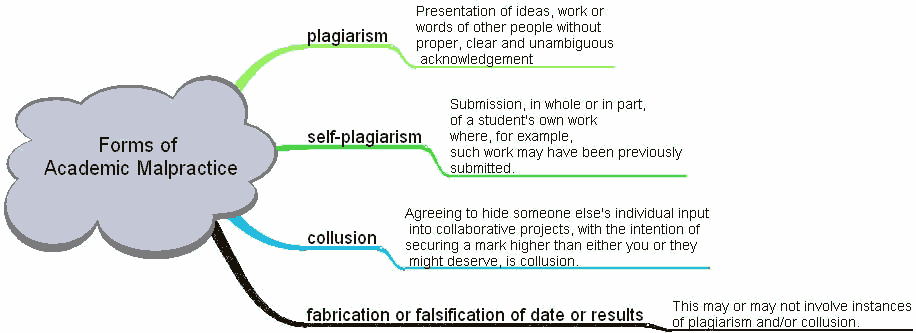 Forms of
Academic Malpractice
plagiarism
Presentation of ideas, work or
words of other people without
proper, clear and unambiguous
acknowledgement
self-plagiarism
Submission, in whole or in part,
of a student's own work
where, for example,
such work may have been previously
submitted.
collusion
Agreeing to hide someone else's individual input
into collaborative projects, with the intention of
securing a mark higher than either you or they
might deserve, is collusion.
fabrication or falsification of date or results
This may or may not involve instances
of plagiarism and/or collusion.